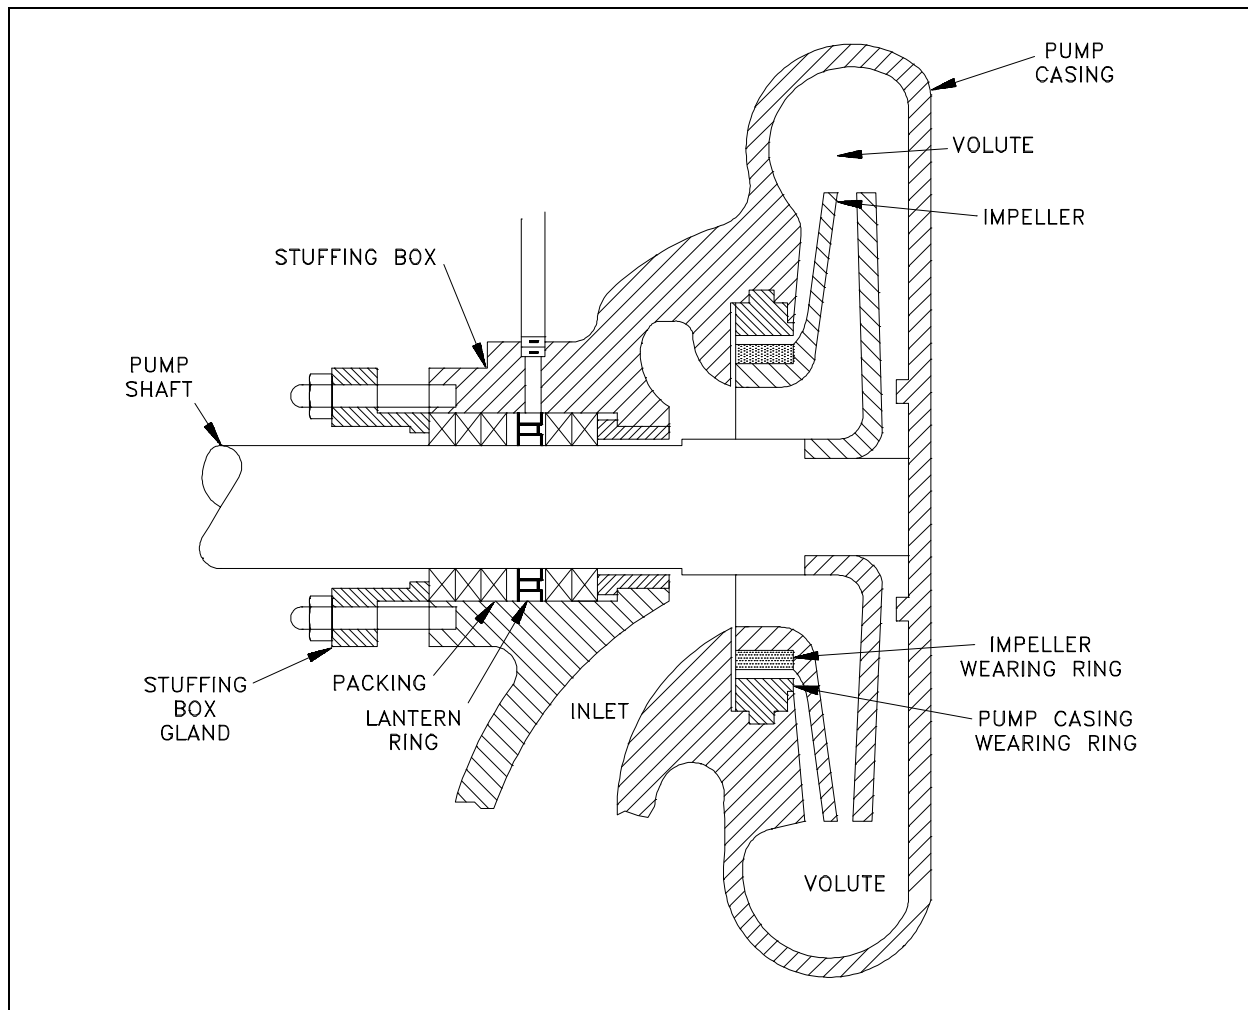 PUMP
CASING
VOLUTE
IMPELLER
STUFFING BOX
PUMP
SHAFT
IMPELLER
WEARING RING
STUFFING
BOX
GLAND
PACKING
LANTERN
RING
INLET
PUMP CASING
WEARING RING
VOLUTE